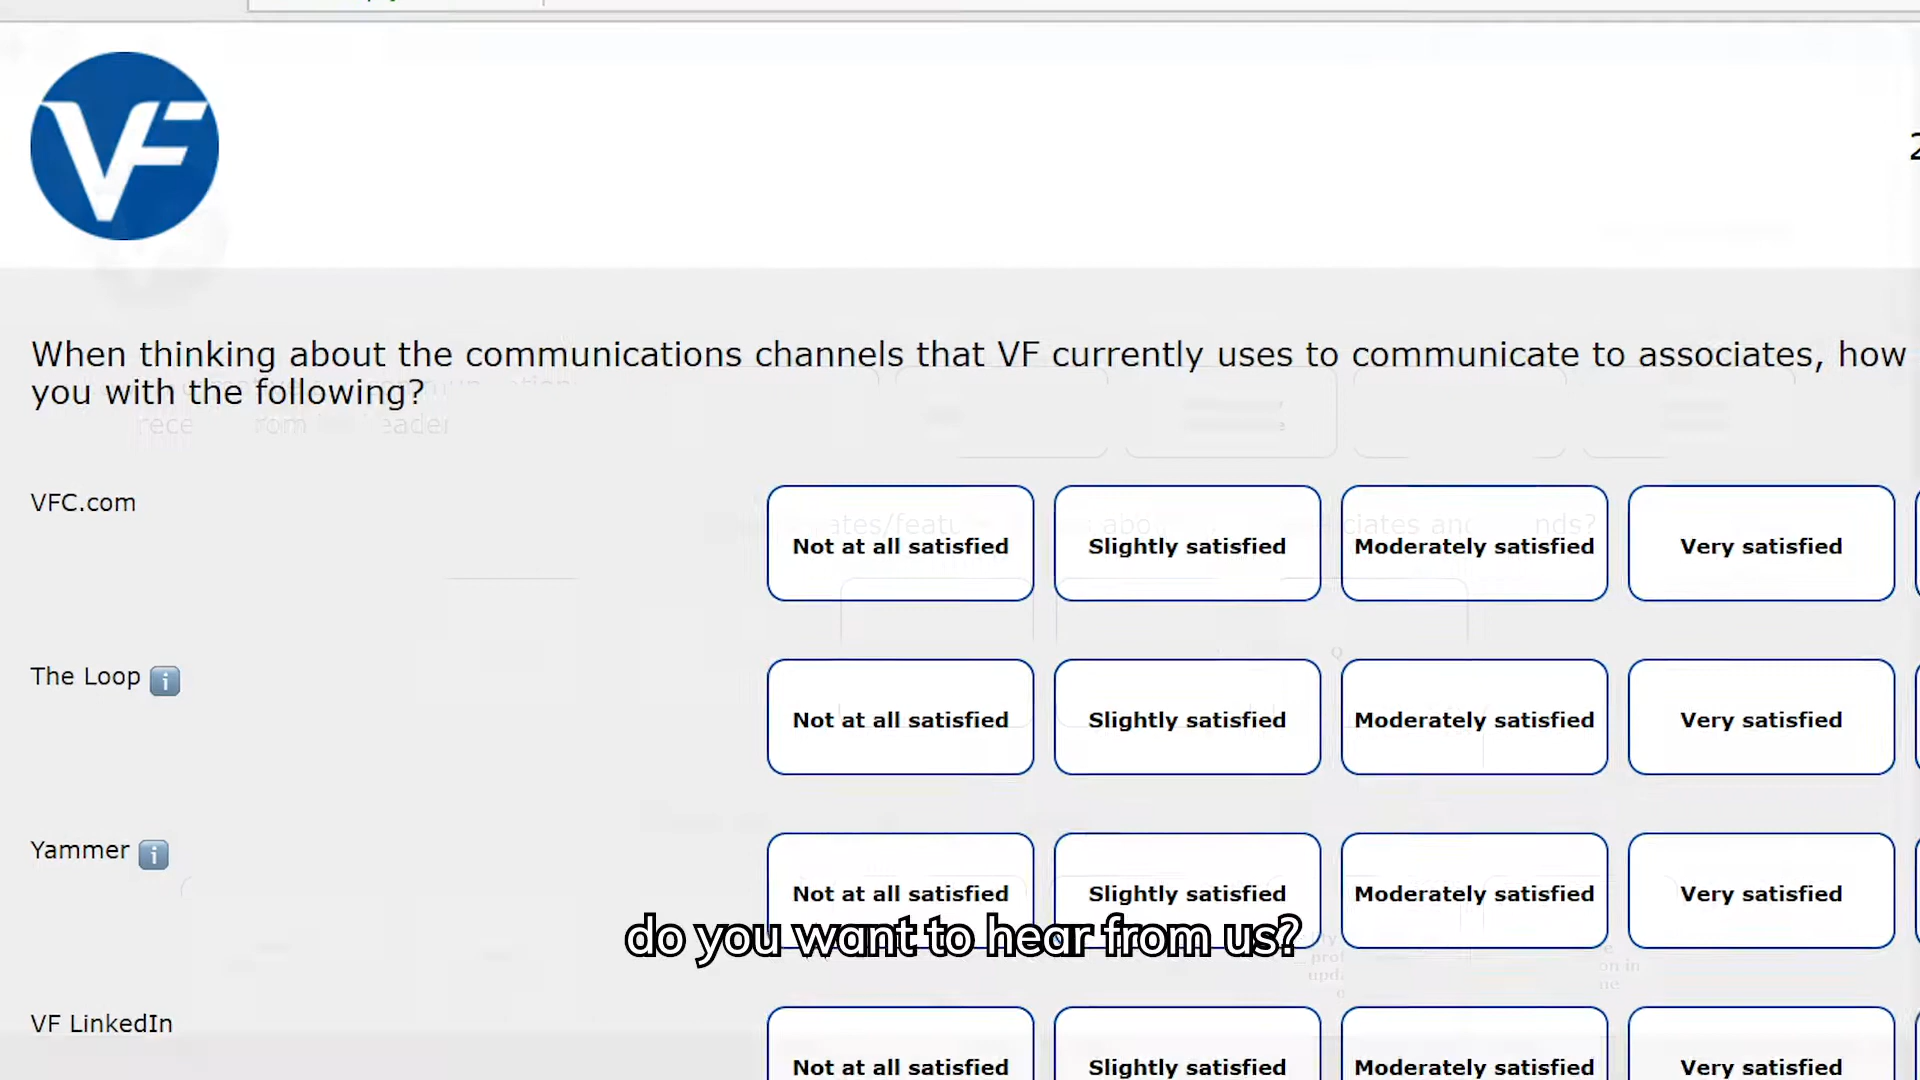 VF
When thinking about the communications channels that VF currently uses to communicate to associates, how
you with the following?
VFC.com
Not at all satisfied
Slightly satisfied
Moderately satisfied
Very satisfied
The Loop
Not at all satisfied
Slightly satisfied
Moderately satisfied
Very satisfied
Yammer
Not at all satisfied
Slightly satisfied
Moderately satisfied
Very satisfied
do you want to hear from us?
VF LinkedIn
Not at all satisfied
Slightly satisfied
Moderately satisfied
Very satisfied